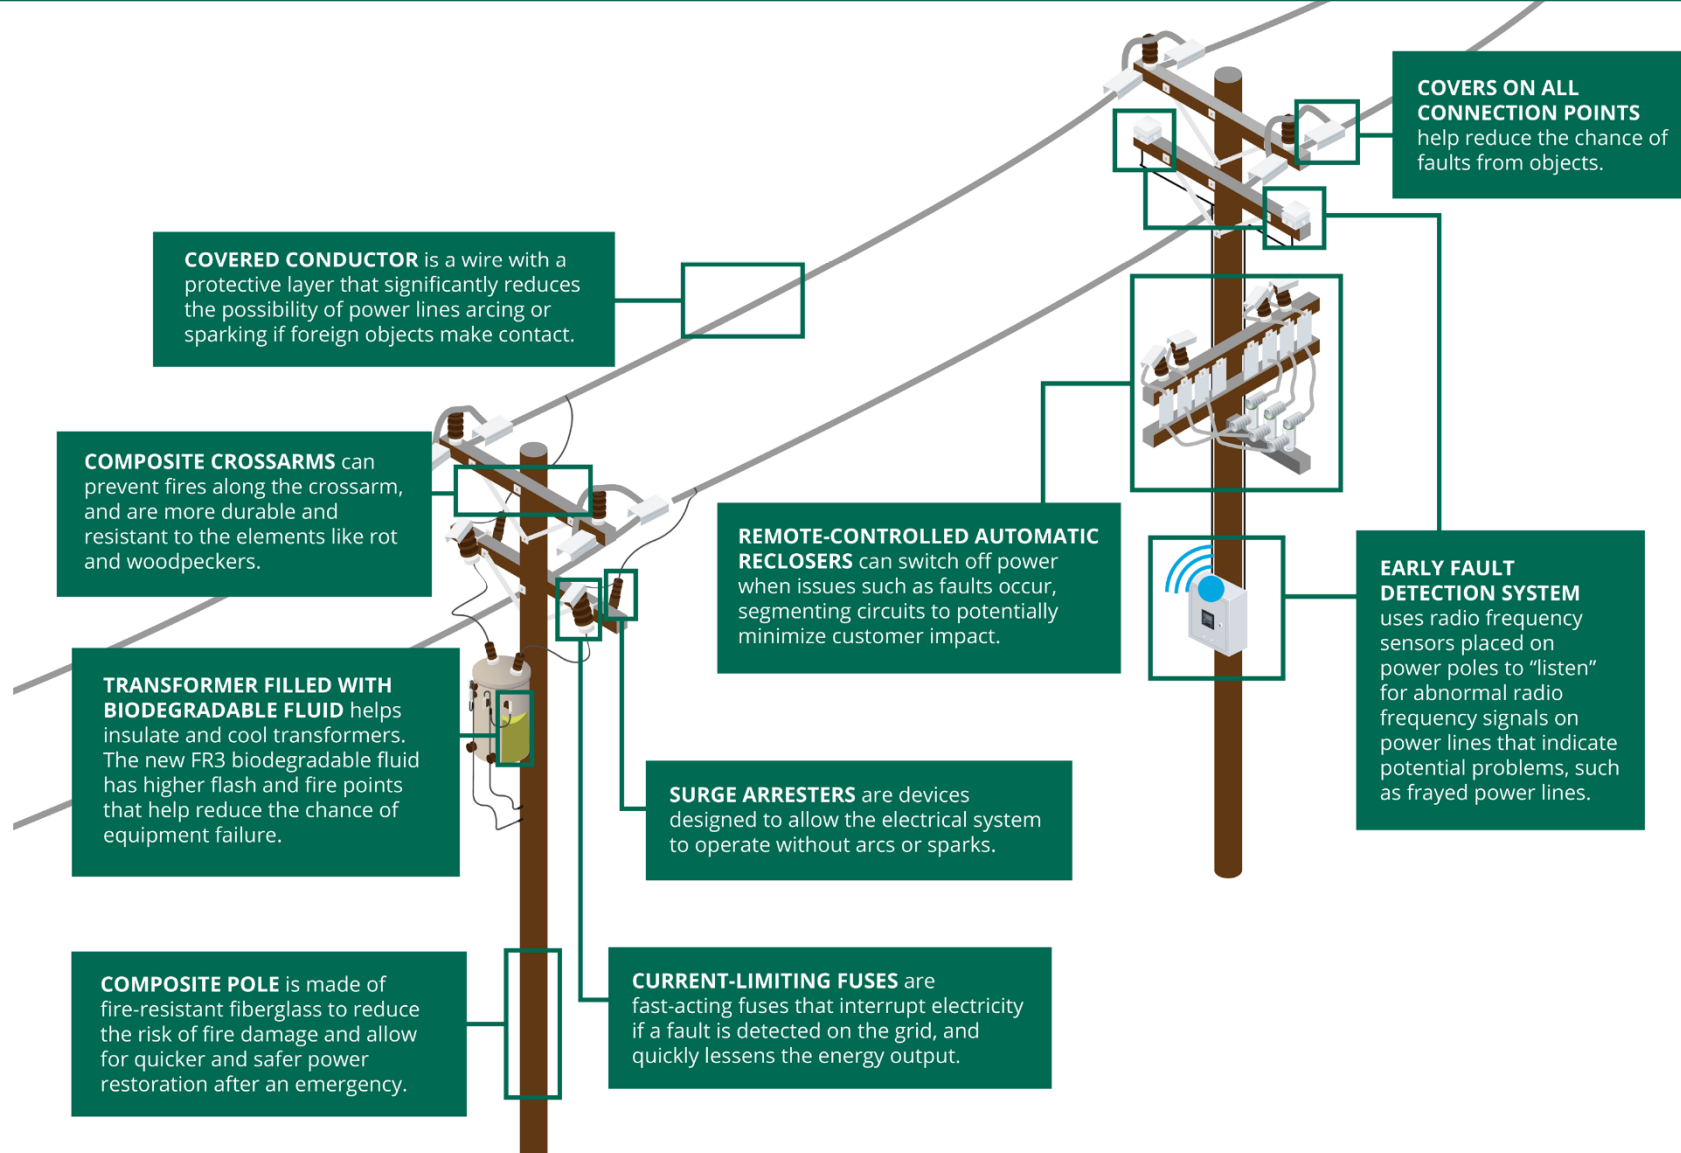 COVERS ON ALL
CONNECTION POINTS
help reduce the chance of
faults from objects.
COVERED CONDUCTOR is a wire with a
protective layer that significantly reduces
the possibility of power lines arcing or
sparking if foreign objects make contact.
COMPOSITE CROSSARMS can
prevent fires along the crossarm,
and are more durable and
resistant to the elements like rot
and woodpeckers.
REMOTE-CONTROLLED AUTOMATIC
RECLOSERS can switch off power
when issues such as faults occur,
segmenting circuits to potentially
minimize customer impact.
EARLY FAULT
DETECTION SYSTEM
uses radio frequency
sensors placed on
power poles to “listen”
for abnormal radio
frequency signals on
power lines that indicate
potential problems, such
as frayed power lines.
TRANSFORMER FILLED WITH
BIODEGRADABLE FLUID helps
insulate and cool transformers.
The new FR3 biodegradable fluid
has higher flash and fire points
that help reduce the chance of
equipment failure.
SURGE ARRESTERS are devices
designed to allow the electrical system
to operate without arcs or sparks.
COMPOSITE POLE is made of
fire-resistant fiberglass to reduce
the risk of fire damage and allow
for quicker and safer power
restoration after an emergency.
CURRENT-LIMITING FUSES are
fast-acting fuses that interrupt electricity
if a fault is detected on the grid, and
quickly lessens the energy output.